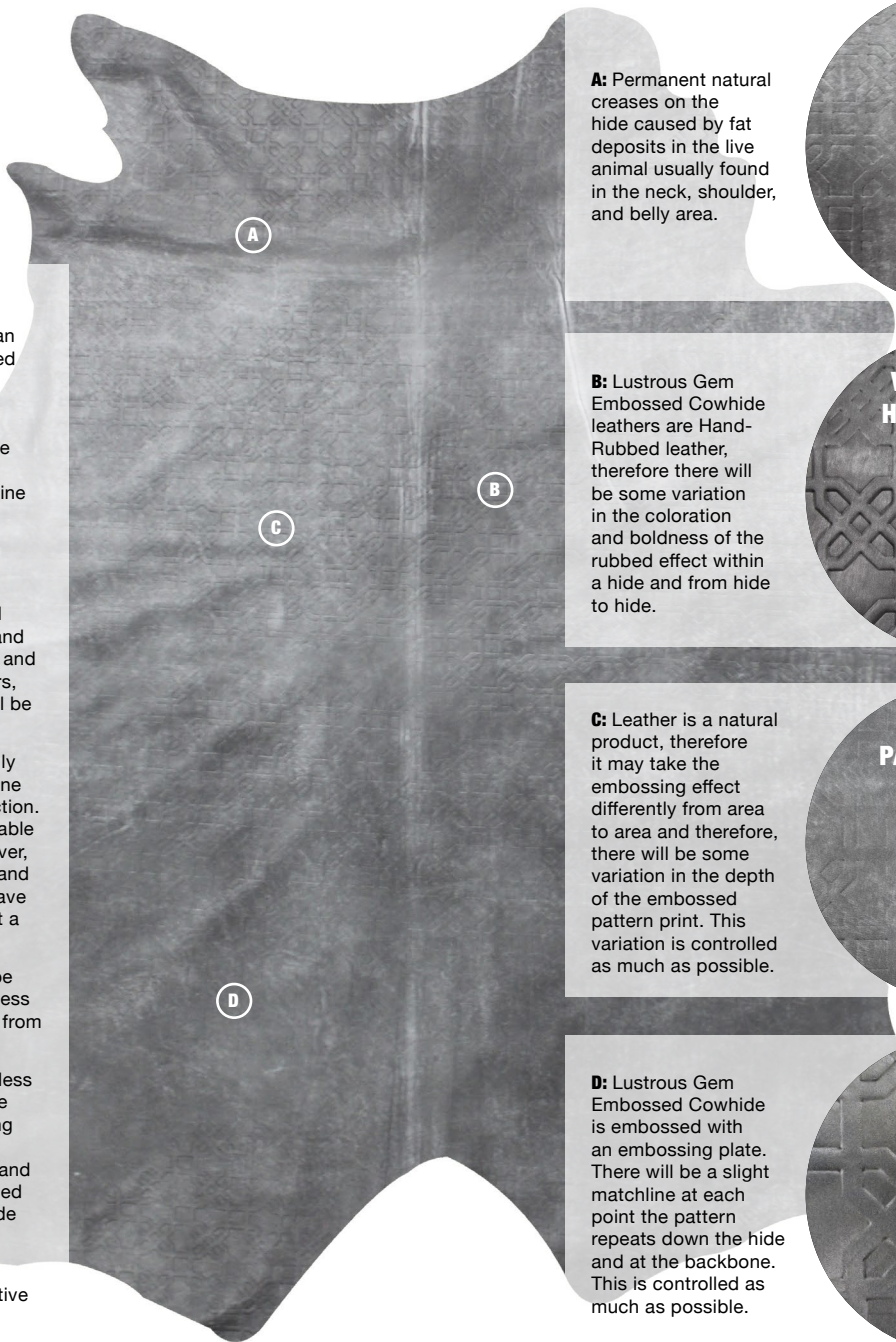 A: Permanent natural
creases on the
hide caused by fat
deposits in the live
animal usually found
in the neck, shoulder,
and belly area.
B: Lustrous Gem
Embossed Cowhide
leathers are Hand-
Rubbed leather,
therefore there will
be some variation
in the coloration
and boldness of the
rubbed effect within
a hide and from hide
to hide.
C: Leather is a natural
product, therefore
it may take the
embossing effect
differently from area
to area and therefore,
there will be some
variation in the depth
of the embossed
pattern print. This
variation is controlled
as much as possible.
D: Lustrous Gem
Embossed Cowhide
is embossed with
an embossing plate.
There will be a slight
matchline at each
point the pattern
repeats down the hide
and at the backbone.
This is controlled as
much as possible.
A
B
C
D
and
and
be
and
a
from
and